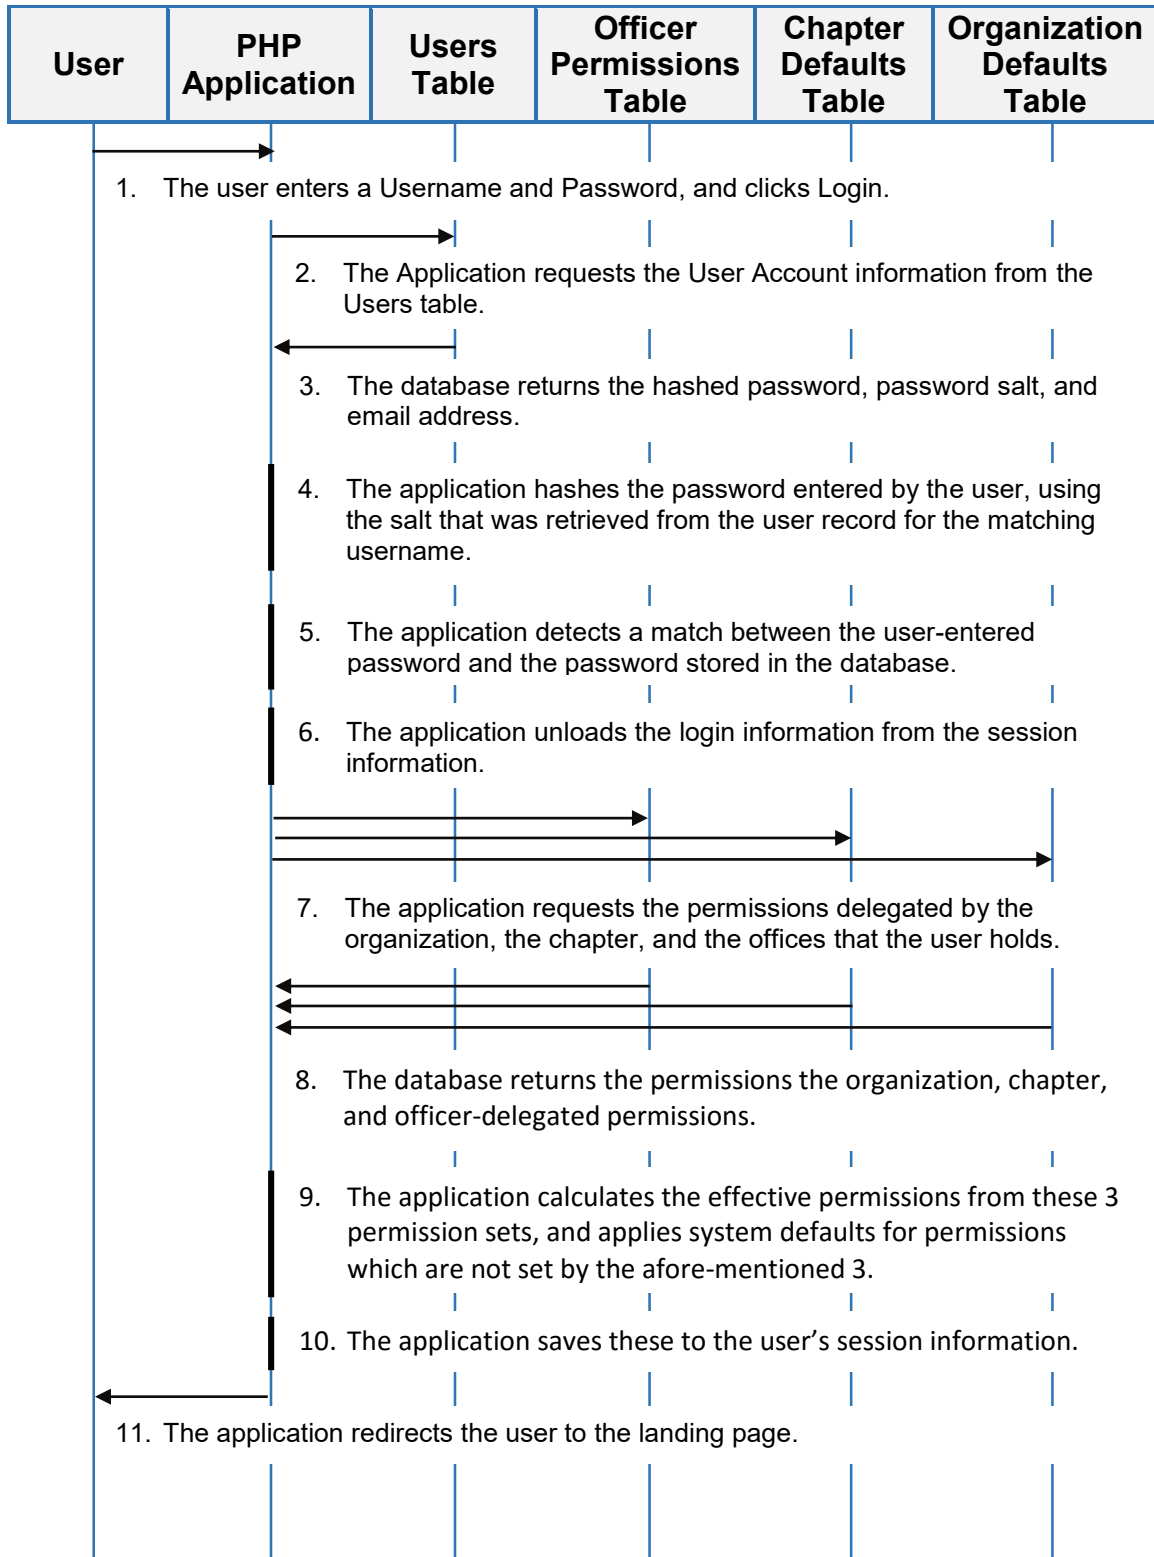 User
PHP
Application
Users
Table
Officer
Permissions
Table
Chapter
Defaults
Table
Organization
Defaults
Table
1. The user enters a Username and Password, and clicks Login.
2. The Application requests the User Account information from the
Users table.
3. The database returns the hashed password, password salt, and
email address.
4. The application hashes the password entered by the user, using
the salt that was retrieved from the user record for the matching
username.
5. The application detects a match between the user-entered
password and the password stored in the database.
6. The application unloads the login information from the session
information.
7. The application requests the permissions delegated by the
organization, the chapter, and the offices that the user holds.
8. The database returns the permissions the organization, chapter,
and officer-delegated permissions.
9. The application calculates the effective permissions from these 3
permission sets, and applies system defaults for permissions
which are not set by the afore-mentioned 3.
10. The application saves these to the user’s session information.
11. The application redirects the user to the landing page.